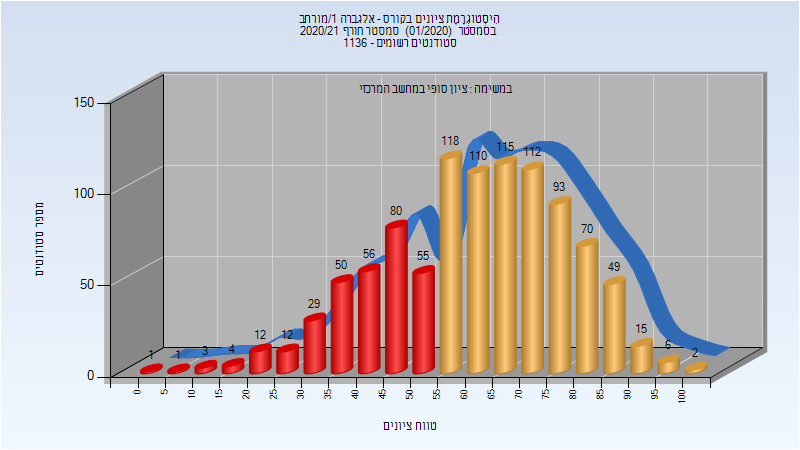 היסטוגרמת ציונים בקורס - אלגברה 1/מורחב
בסמסטר (01/2020) סמסטר חורף 2020/21
סטודנטים רשומים - 1136
במשימה : ציון סופי במחשב המרכזי
מספר סטודנטים
150
100
50
0
1 1 3 4 12 12 29 50 56 80 55 118 110 115 112 93 70 49 15 6 2
0 5 10 15 20 25 30 35 40 45 50 55 60 65 70 75 80 85 90 95 100
טווח ציונים